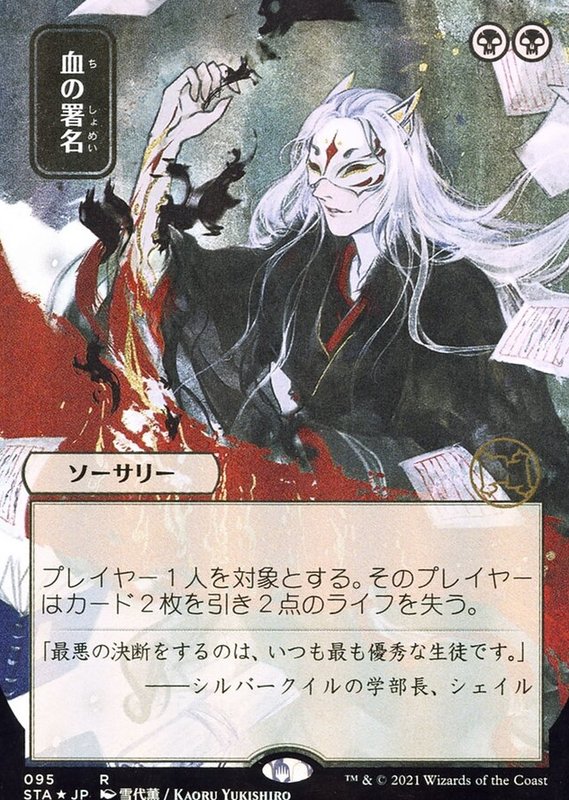 血の署名
ち しょめい
ソーサリー
プレイヤー１人を対象とする。そのプレイヤー
はカード２枚を引き２点のライフを失う。
「最悪の決断をするのは、いつも最も優秀な生徒です。」
――シルバークイルの学部長、シェイル
095 R
STA★JP 雪代薫 / KAORU YUKISHIRO
™ & © 2021 Wizards of the Coast